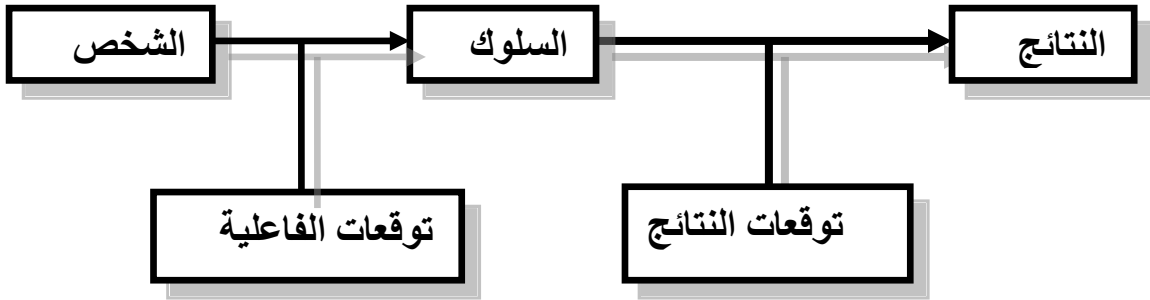 الشخص
السلوك
النتائج
توقعات الفاعلية
توقعات النتائج